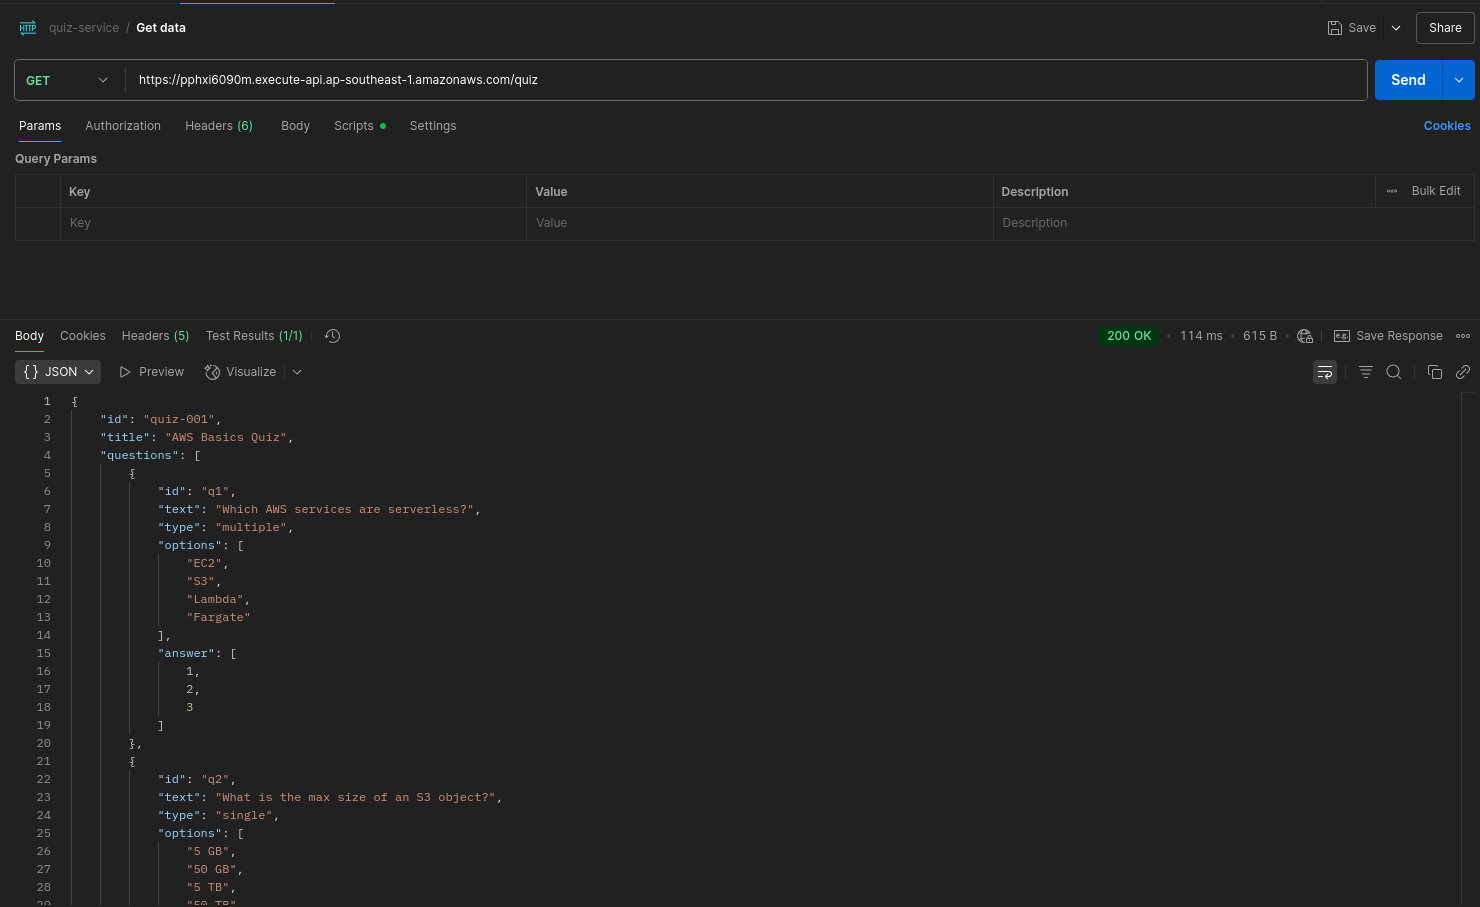 HTTP quiz-service / Get data Save Share
GET https://pphxi6090m.execute-api.ap-southeast-1.amazonaws.com/quiz Send
Params Authorization Headers (6) Body Scripts Settings Cookies
Query Params
Key Value Description Bulk Edit
Key Value Description
Body Cookies Headers (5) Test Results (1/1) 200 OK 114 ms 615 B e.g. Save Response
{} JSON Preview Visualize
1 {
2 "id": "quiz-001",
3 "title": "AWS Basics Quiz",
4 "questions": [
5 {
6 "id": "q1",
7 "text": "Which AWS services are serverless?",
8 "type": "multiple",
9 "options": [
10 "EC2",
11 "S3",
12 "Lambda",
13 "Fargate"
14 ],
15 "answer": [
16 1,
17 2,
18 3
19 ]
20 },
21 {
22 "id": "q2",
23 "text": "What is the max size of an S3 object?",
24 "type": "single",
25 "options": [
26 "5 GB",
27 "50 GB",
28 "5 TB",
29 "50 TB"